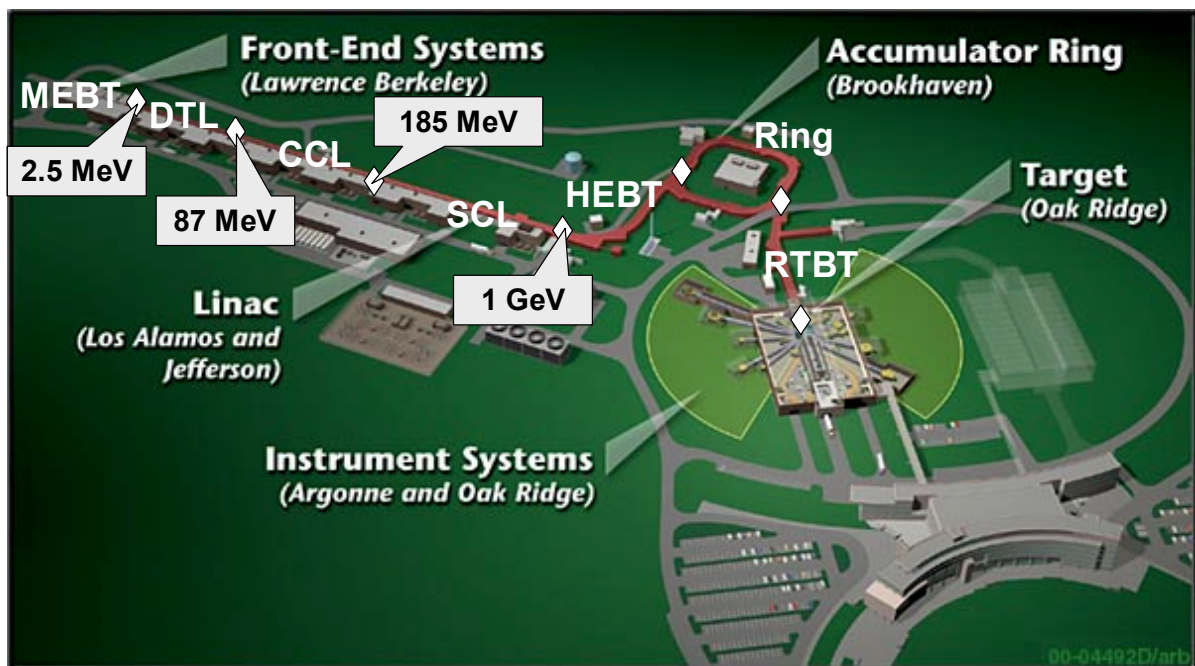 Front-End Systems
(Lawrence Berkeley)
Accumulator Ring
(Brookhaven)
MEBT
DTL
CCL
185 MeV
2.5 MeV
87 MeV
SCL
HEBT
Ring
1 GeV
RTBT
Target
(Oak Ridge)
Linac
(Los Alamos and
Jefferson)
Instrument Systems
(Argonne and Oak Ridge)
00-04492D/arb